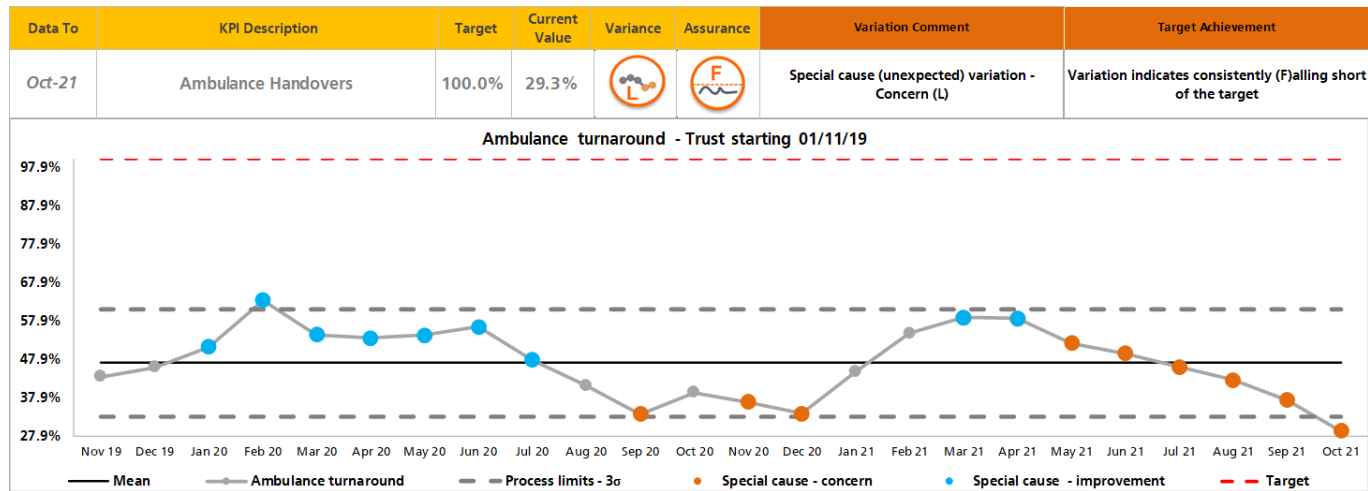 Data To KPI Description Target Current Value Variance Assurance Variation Comment Target Achievement
Oct-21 Ambulance Handovers 100.0% 29.3% L F Special cause (unexpected) variation - Concern (L) Variation indicates consistently (F)alling short of the target
Ambulance turnaround - Trust starting 01/11/19
97.9%
87.9%
77.9%
67.9%
57.9%
47.9%
37.9%
27.9%
Nov 19 Dec 19 Jan 20 Feb 20 Mar 20 Apr 20 May 20 Jun 20 Jul 20 Aug 20 Sep 20 Oct 20 Nov 20 Dec 20 Jan 21 Feb 21 Mar 21 Apr 21 May 21 Jun 21 Jul 21 Aug 21 Sep 21 Oct 21
Mean Ambulance turnaround Process limits - 3σ Special cause - concern Special cause - improvement Target